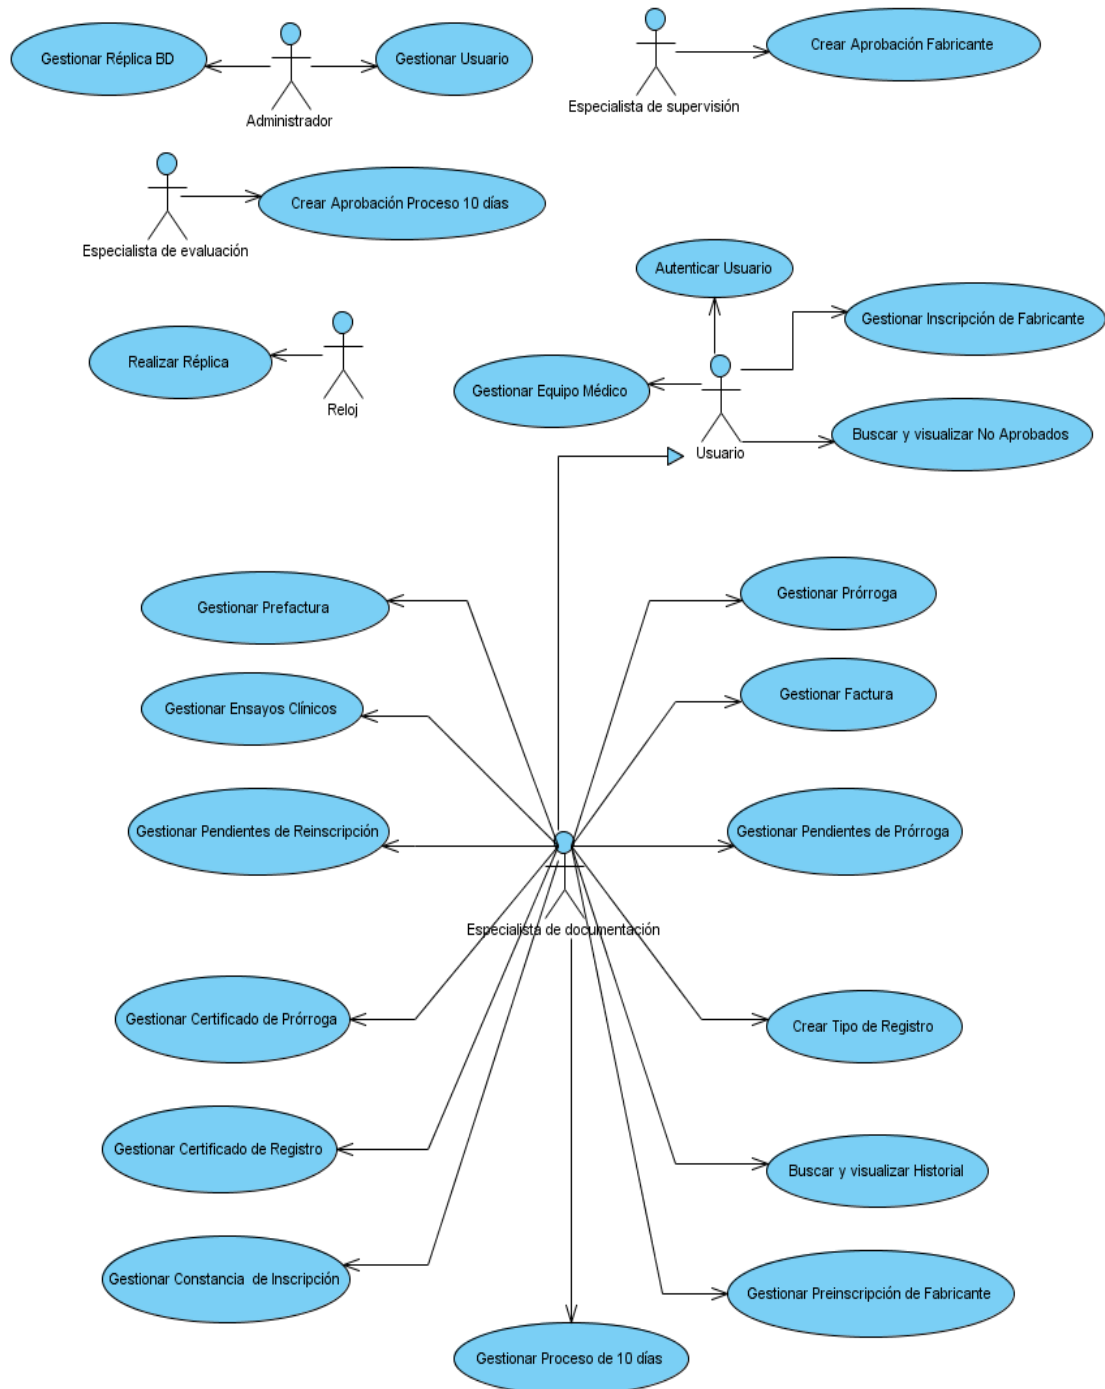 Gestionar Réplica BD
Gestionar Usuario
Crear Aprobación Fabricante
Administrador
Especialista de supervisión
Crear Aprobación Proceso 10 días
Especialista de evaluación
Autenticar Usuario
Gestionar Inscripción de Fabricante
Realizar Réplica
Gestionar Equipo Médico
Reloj
Buscar y visualizar No Aprobados
Usuario
Gestionar Prefactura
Gestionar Prórroga
Gestionar Ensayos Clínicos
Gestionar Factura
Gestionar Pendientes de Reinscripción
Gestionar Pendientes de Prórroga
Especialista de documentación
Gestionar Certificado de Prórroga
Crear Tipo de Registro
Gestionar Certificado de Registro
Buscar y visualizar Historial
Gestionar Constancia de Inscripción
Gestionar Preinscripción de Fabricante
Gestionar Proceso de 10 días